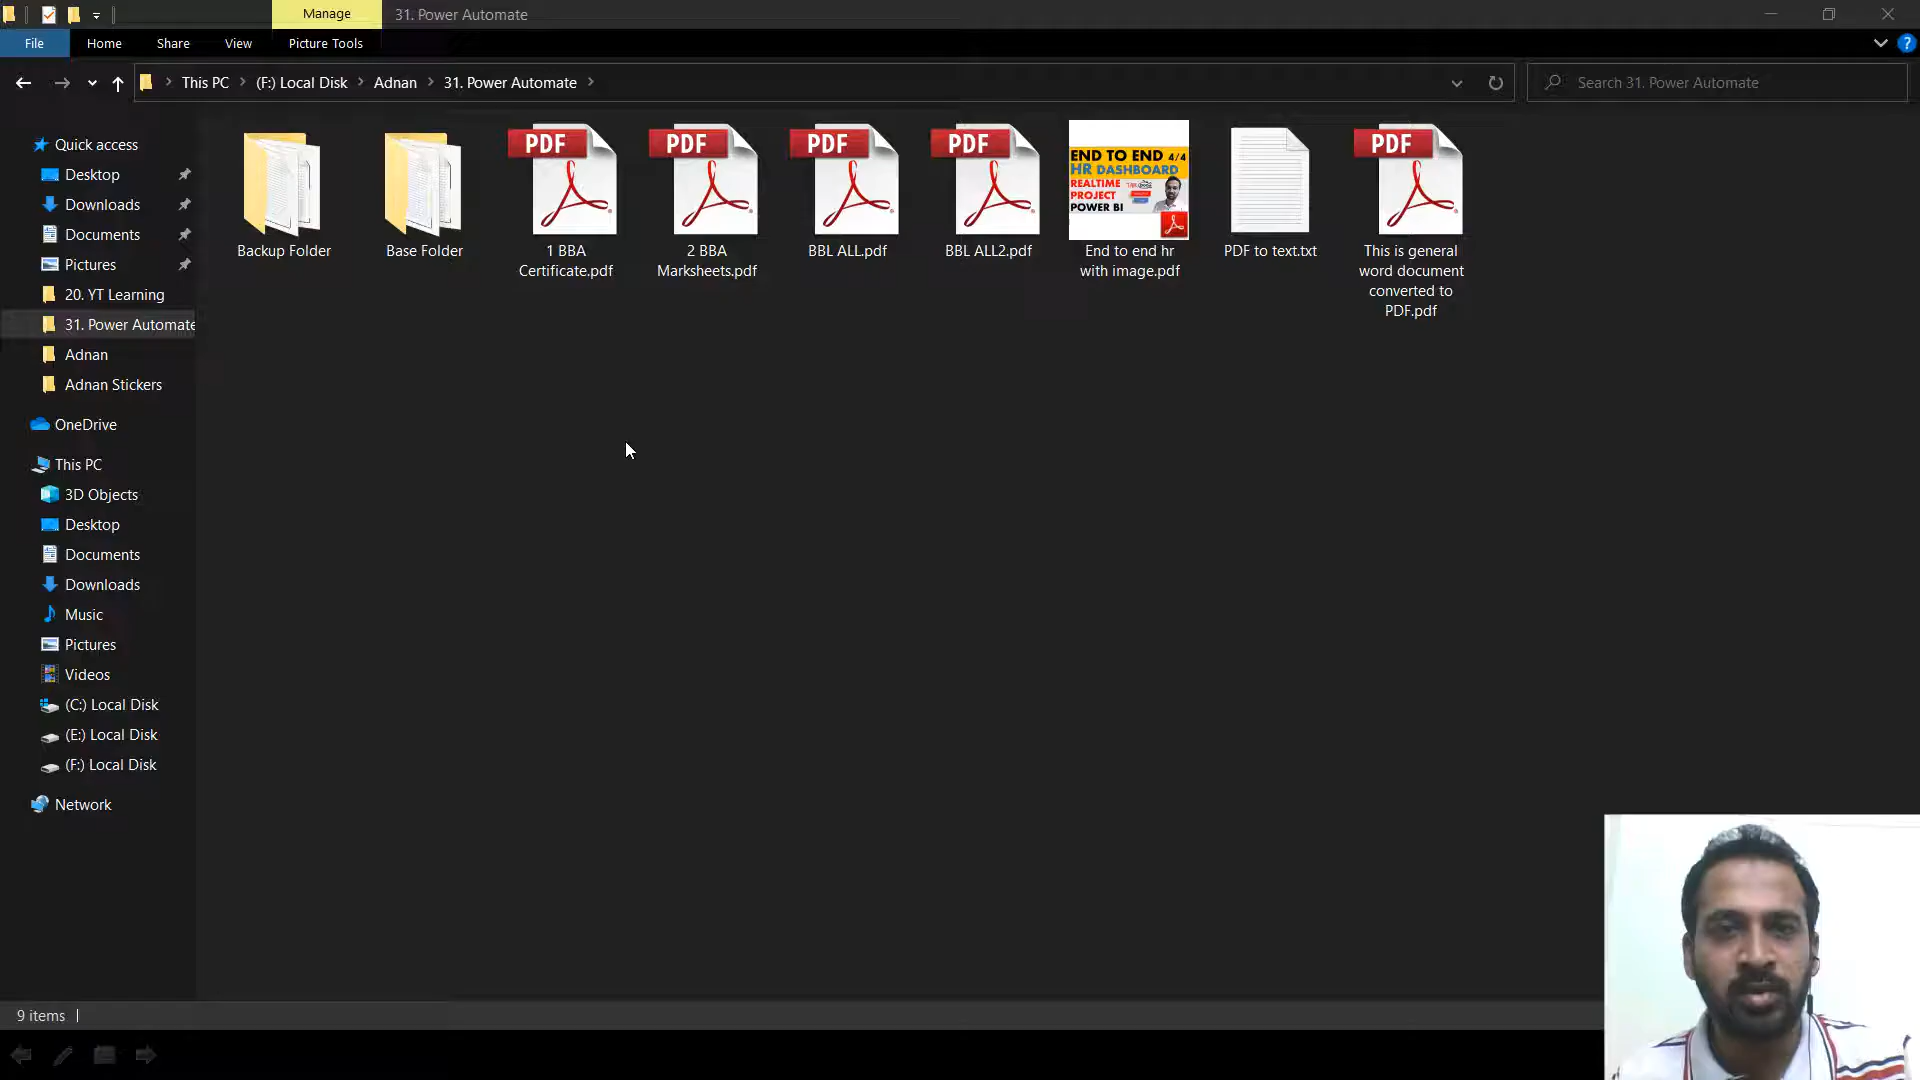 Manage
31. Power Automate
File
Home
Share
View
Picture Tools
?
This PC
(F:) Local Disk
Adnan
31. Power Automate
Search 31. Power Automate
Quick access
Desktop
Downloads
Documents
Pictures
20. YT Learning
31. Power Automate
Adnan
Adnan Stickers
OneDrive
This PC
3D Objects
Desktop
Documents
Downloads
Music
Pictures
Videos
(C:) Local Disk
(E:) Local Disk
(F:) Local Disk
Network
Backup Folder
Base Folder
PDF
1 BBA
Certificate.pdf
PDF
2 BBA
Marksheets.pdf
PDF
BBL ALL.pdf
PDF
BBL ALL2.pdf
END TO END 4/4
HR DASHBOARD
REALTIME
PROJECT
POWER BI
End to end hr
with image.pdf
PDF to text.txt
PDF
This is general
word document
converted to
PDF.pdf
9 items